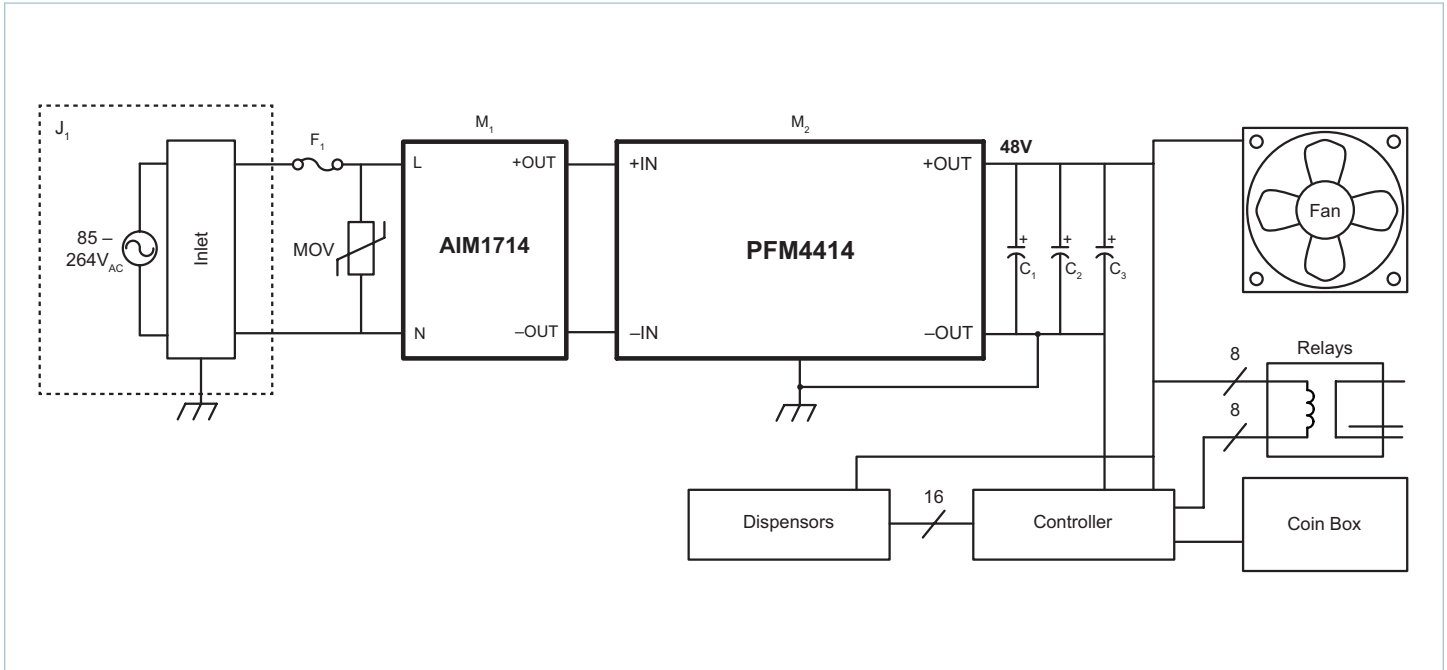 J1
F1
M1
M2
L
+OUT
+IN
+OUT
48V
85 –
264VAC
Inlet
MOV
AIM1714
PFM4414
+
C1
+
C2
+
C3
Fan
N
–OUT
–IN
–OUT
Relays
8
8
Dispensors
16
Controller
Coin Box